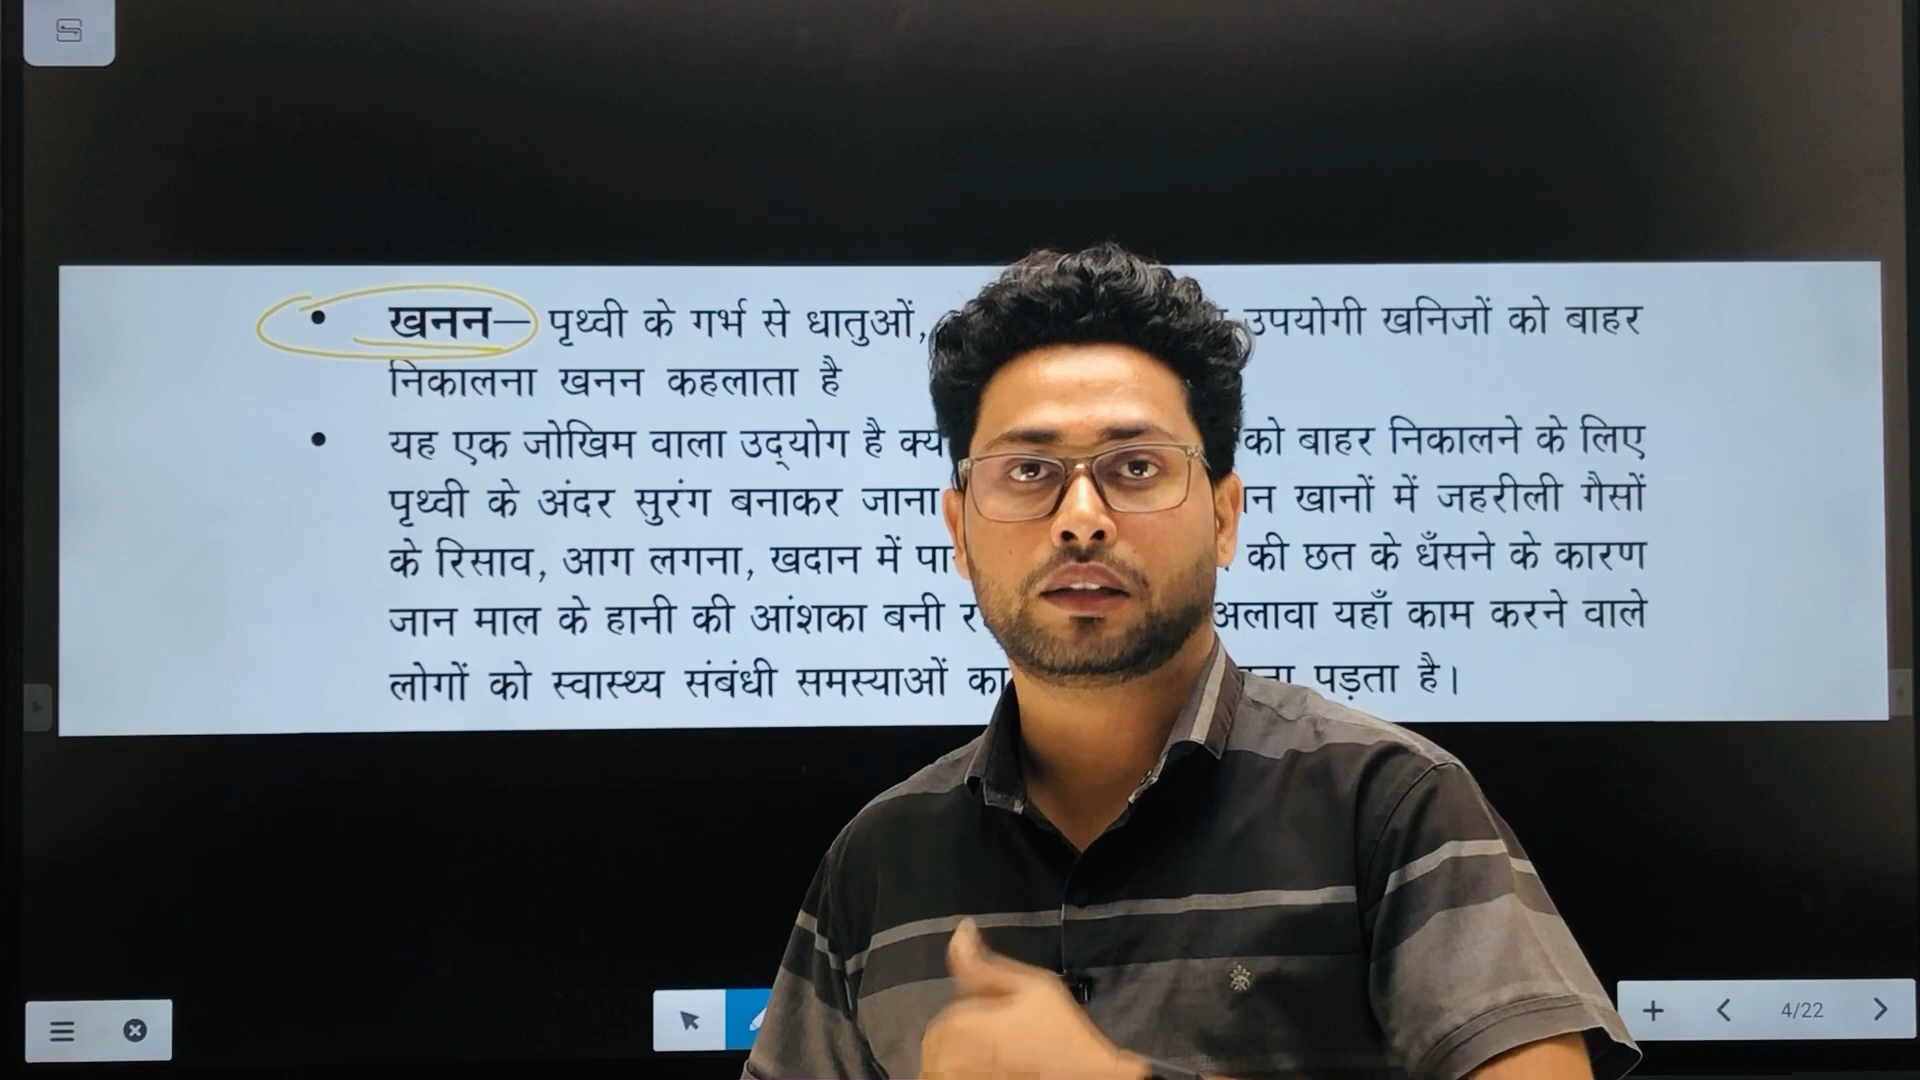 • खनन– पृथ्वी के गर्भ से धातुओं, उपयोगी खनिजों को बाहर
निकालना खनन कहलाता है
• यह एक जोखिम वाला उद्‌योग है को बाहर निकालने के लिए
पृथ्वी के अंदर सुरंग बनाकर जाना खानों में जहरीली गैसों
के रिसाव, आग लगना, खदान में की छत के धँसने के कारण
जान माल के हानी की आंशका बनी अलावा यहाँ काम करने वाले
लोगों को स्वास्थ्य संबंधी समस्याओं का पड़ता है।
4/22